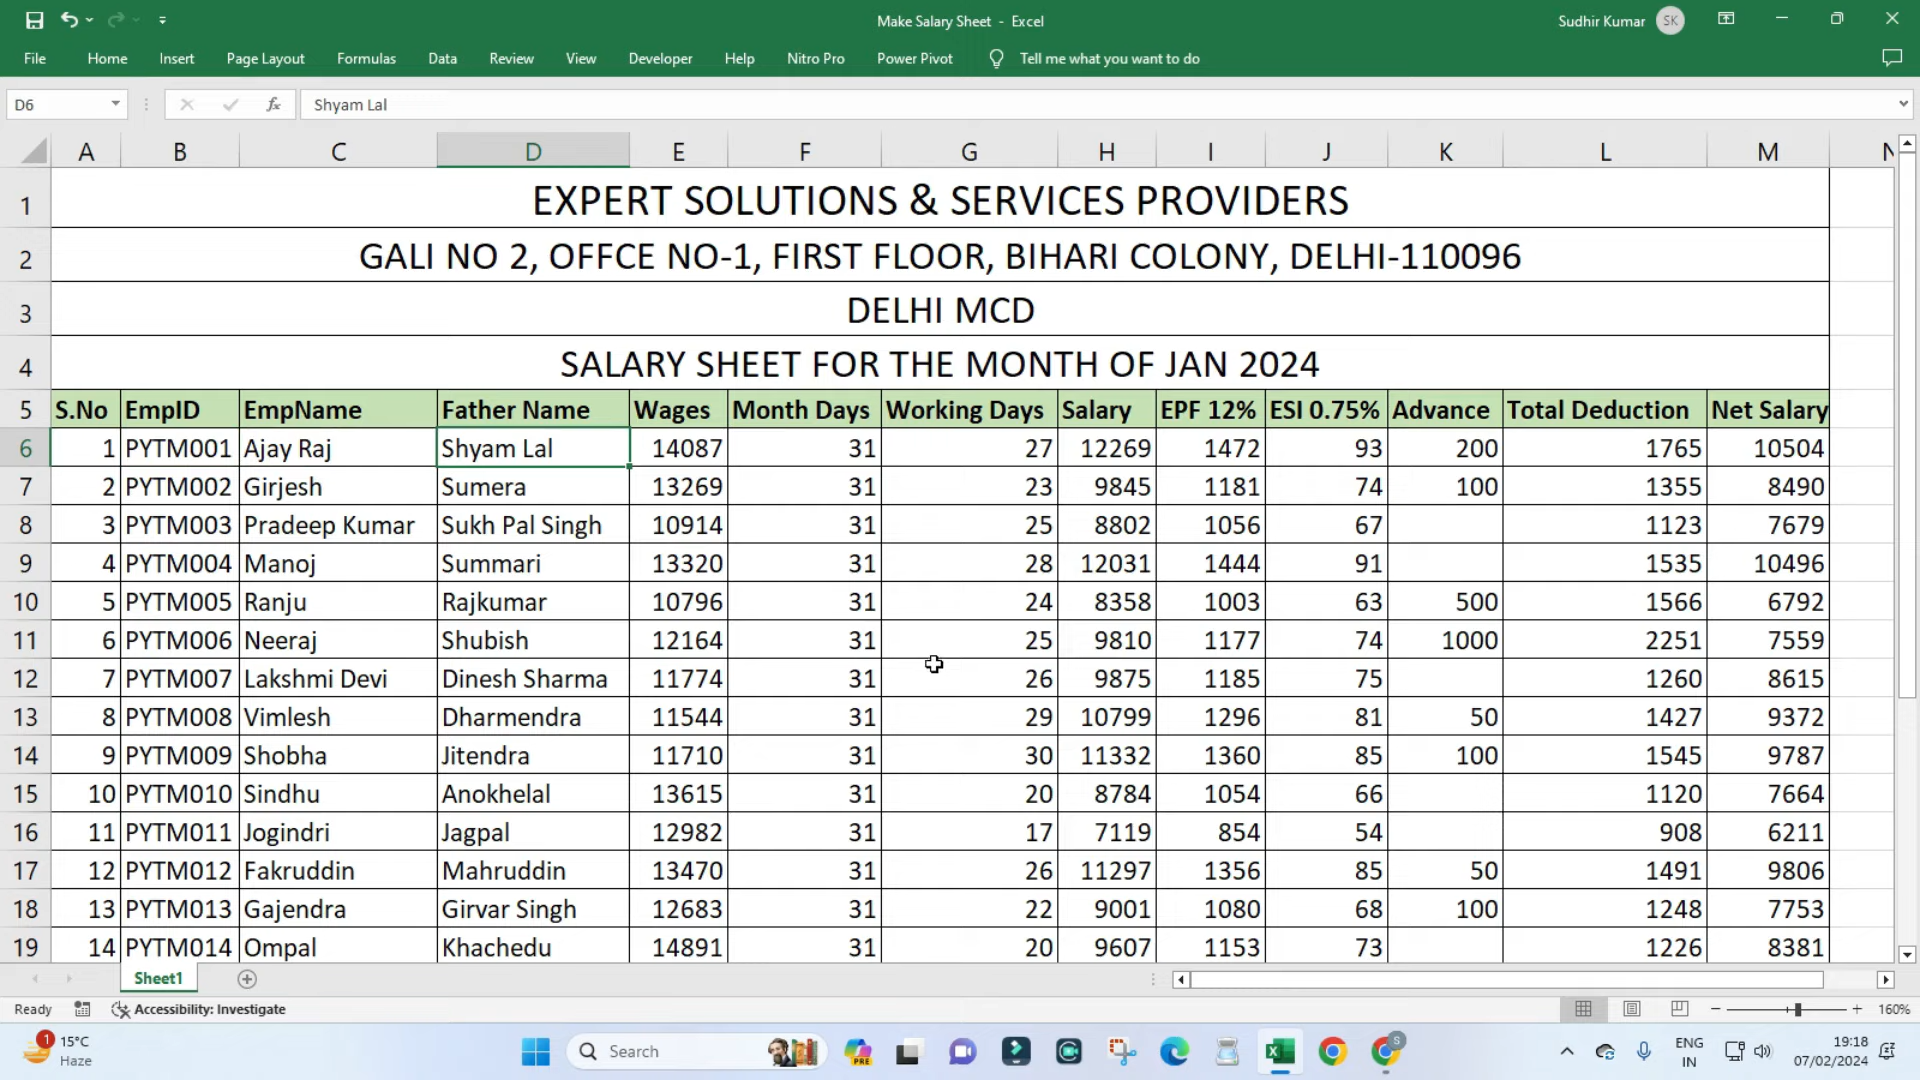 Make Salary Sheet - Excel
Sudhir Kumar SK
File Home Insert Page Layout Formulas Data Review View Developer Help Nitro Pro Power Pivot Tell me what you want to do
D6 fx Shyam Lal
A B C D E F G H I J K L M N
1 EXPERT SOLUTIONS & SERVICES PROVIDERS
2 GALI NO 2, OFFCE NO-1, FIRST FLOOR, BIHARI COLONY, DELHI-110096
3 DELHI MCD
4 SALARY SHEET FOR THE MONTH OF JAN 2024
5 S.No EmpID EmpName Father Name Wages Month Days Working Days Salary EPF 12% ESI 0.75% Advance Total Deduction Net Salary
6 1 PYTM001 Ajay Raj Shyam Lal 14087 31 27 12269 1472 93 200 1765 10504
7 2 PYTM002 Girjesh Sumera 13269 31 23 9845 1181 74 100 1355 8490
8 3 PYTM003 Pradeep Kumar Sukh Pal Singh 10914 31 25 8802 1056 67 1123 7679
9 4 PYTM004 Manoj Summari 13320 31 28 12031 1444 91 1535 10496
10 5 PYTM005 Ranju Rajkumar 10796 31 24 8358 1003 63 500 1566 6792
11 6 PYTM006 Neeraj Shubish 12164 31 25 9810 1177 74 1000 2251 7559
12 7 PYTM007 Lakshmi Devi Dinesh Sharma 11774 31 26 9875 1185 75 1260 8615
13 8 PYTM008 Vimlesh Dharmendra 11544 31 29 10799 1296 81 50 1427 9372
14 9 PYTM009 Shobha Jitendra 11710 31 30 11332 1360 85 100 1545 9787
15 10 PYTM010 Sindhu Anokhelal 13615 31 20 8784 1054 66 1120 7664
16 11 PYTM011 Jogindri Jagpal 12982 31 17 7119 854 54 908 6211
17 12 PYTM012 Fakruddin Mahruddin 13470 31 26 11297 1356 85 50 1491 9806
18 13 PYTM013 Gajendra Girvar Singh 12683 31 22 9001 1080 68 100 1248 7753
19 14 PYTM014 Ompal Khachedu 14891 31 20 9607 1153 73 1226 8381
Sheet1
Ready Accessibility: Investigate 160%
1 15°C Search PRE S ENG 19:18
Haze IN 07/02/2024